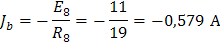 J_b = −E_8/R_8 = −11/19 = −0,579 A